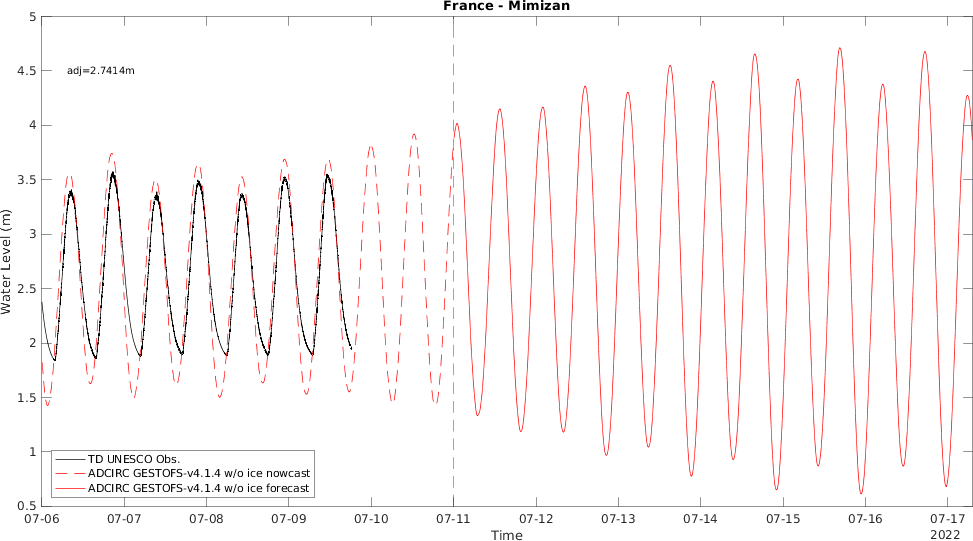 France - Mimizan
5
4.5
4
3.5
3
2.5
2
1.5
1
0.5
Water Level (m)
adj=2.7414m
TD UNESCO Obs.
ADCIRC GESTOFS-v4.1.4 w/o ice nowcast
ADCIRC GESTOFS-v4.1.4 w/o ice forecast
07-06 07-07 07-08 07-09 07-10 07-11 07-12 07-13 07-14 07-15 07-16 07-17
2022
Time